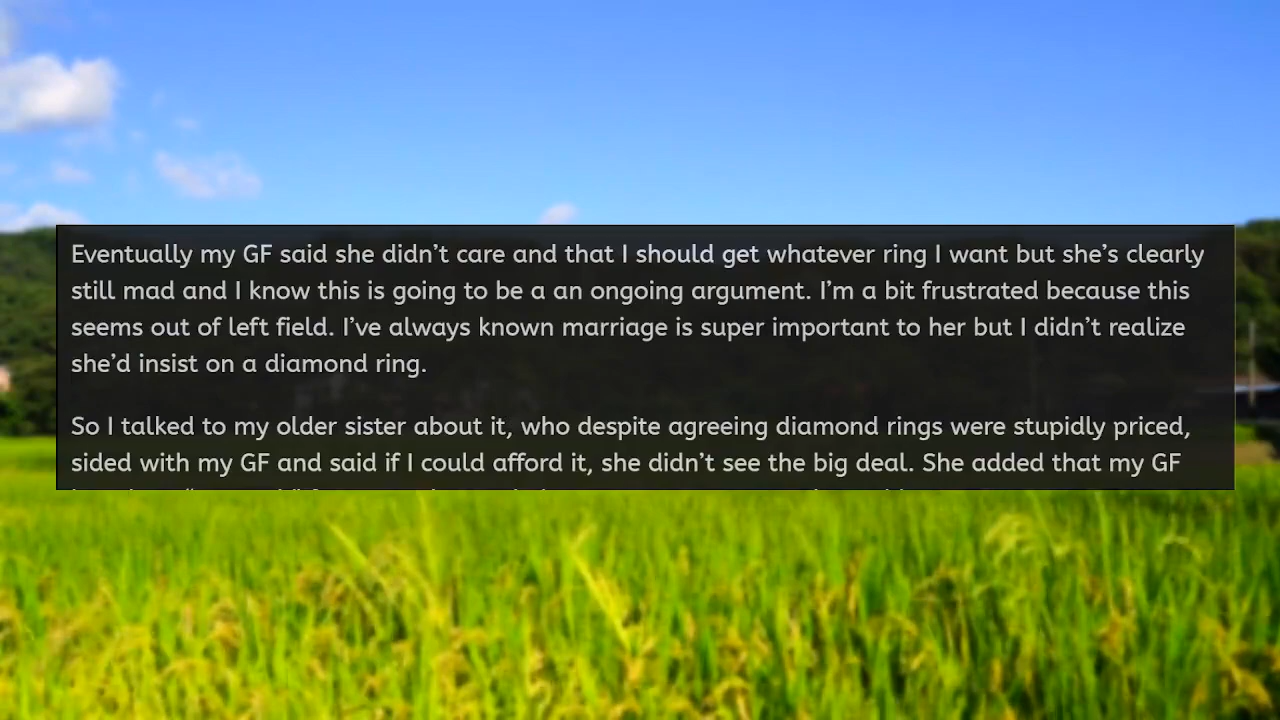 Eventually my GF said she didn’t care and that I should get whatever ring I want but she’s clearly
still mad and I know this is going to be a an ongoing argument. I’m a bit frustrated because this
seems out of left field. I’ve always known marriage is super important to her but I didn’t realize
she’d insist on a diamond ring.
So I talked to my older sister about it, who despite agreeing diamond rings were stupidly priced,
sided with my GF and said if I could afford it, she didn’t see the big deal. She added that my GF